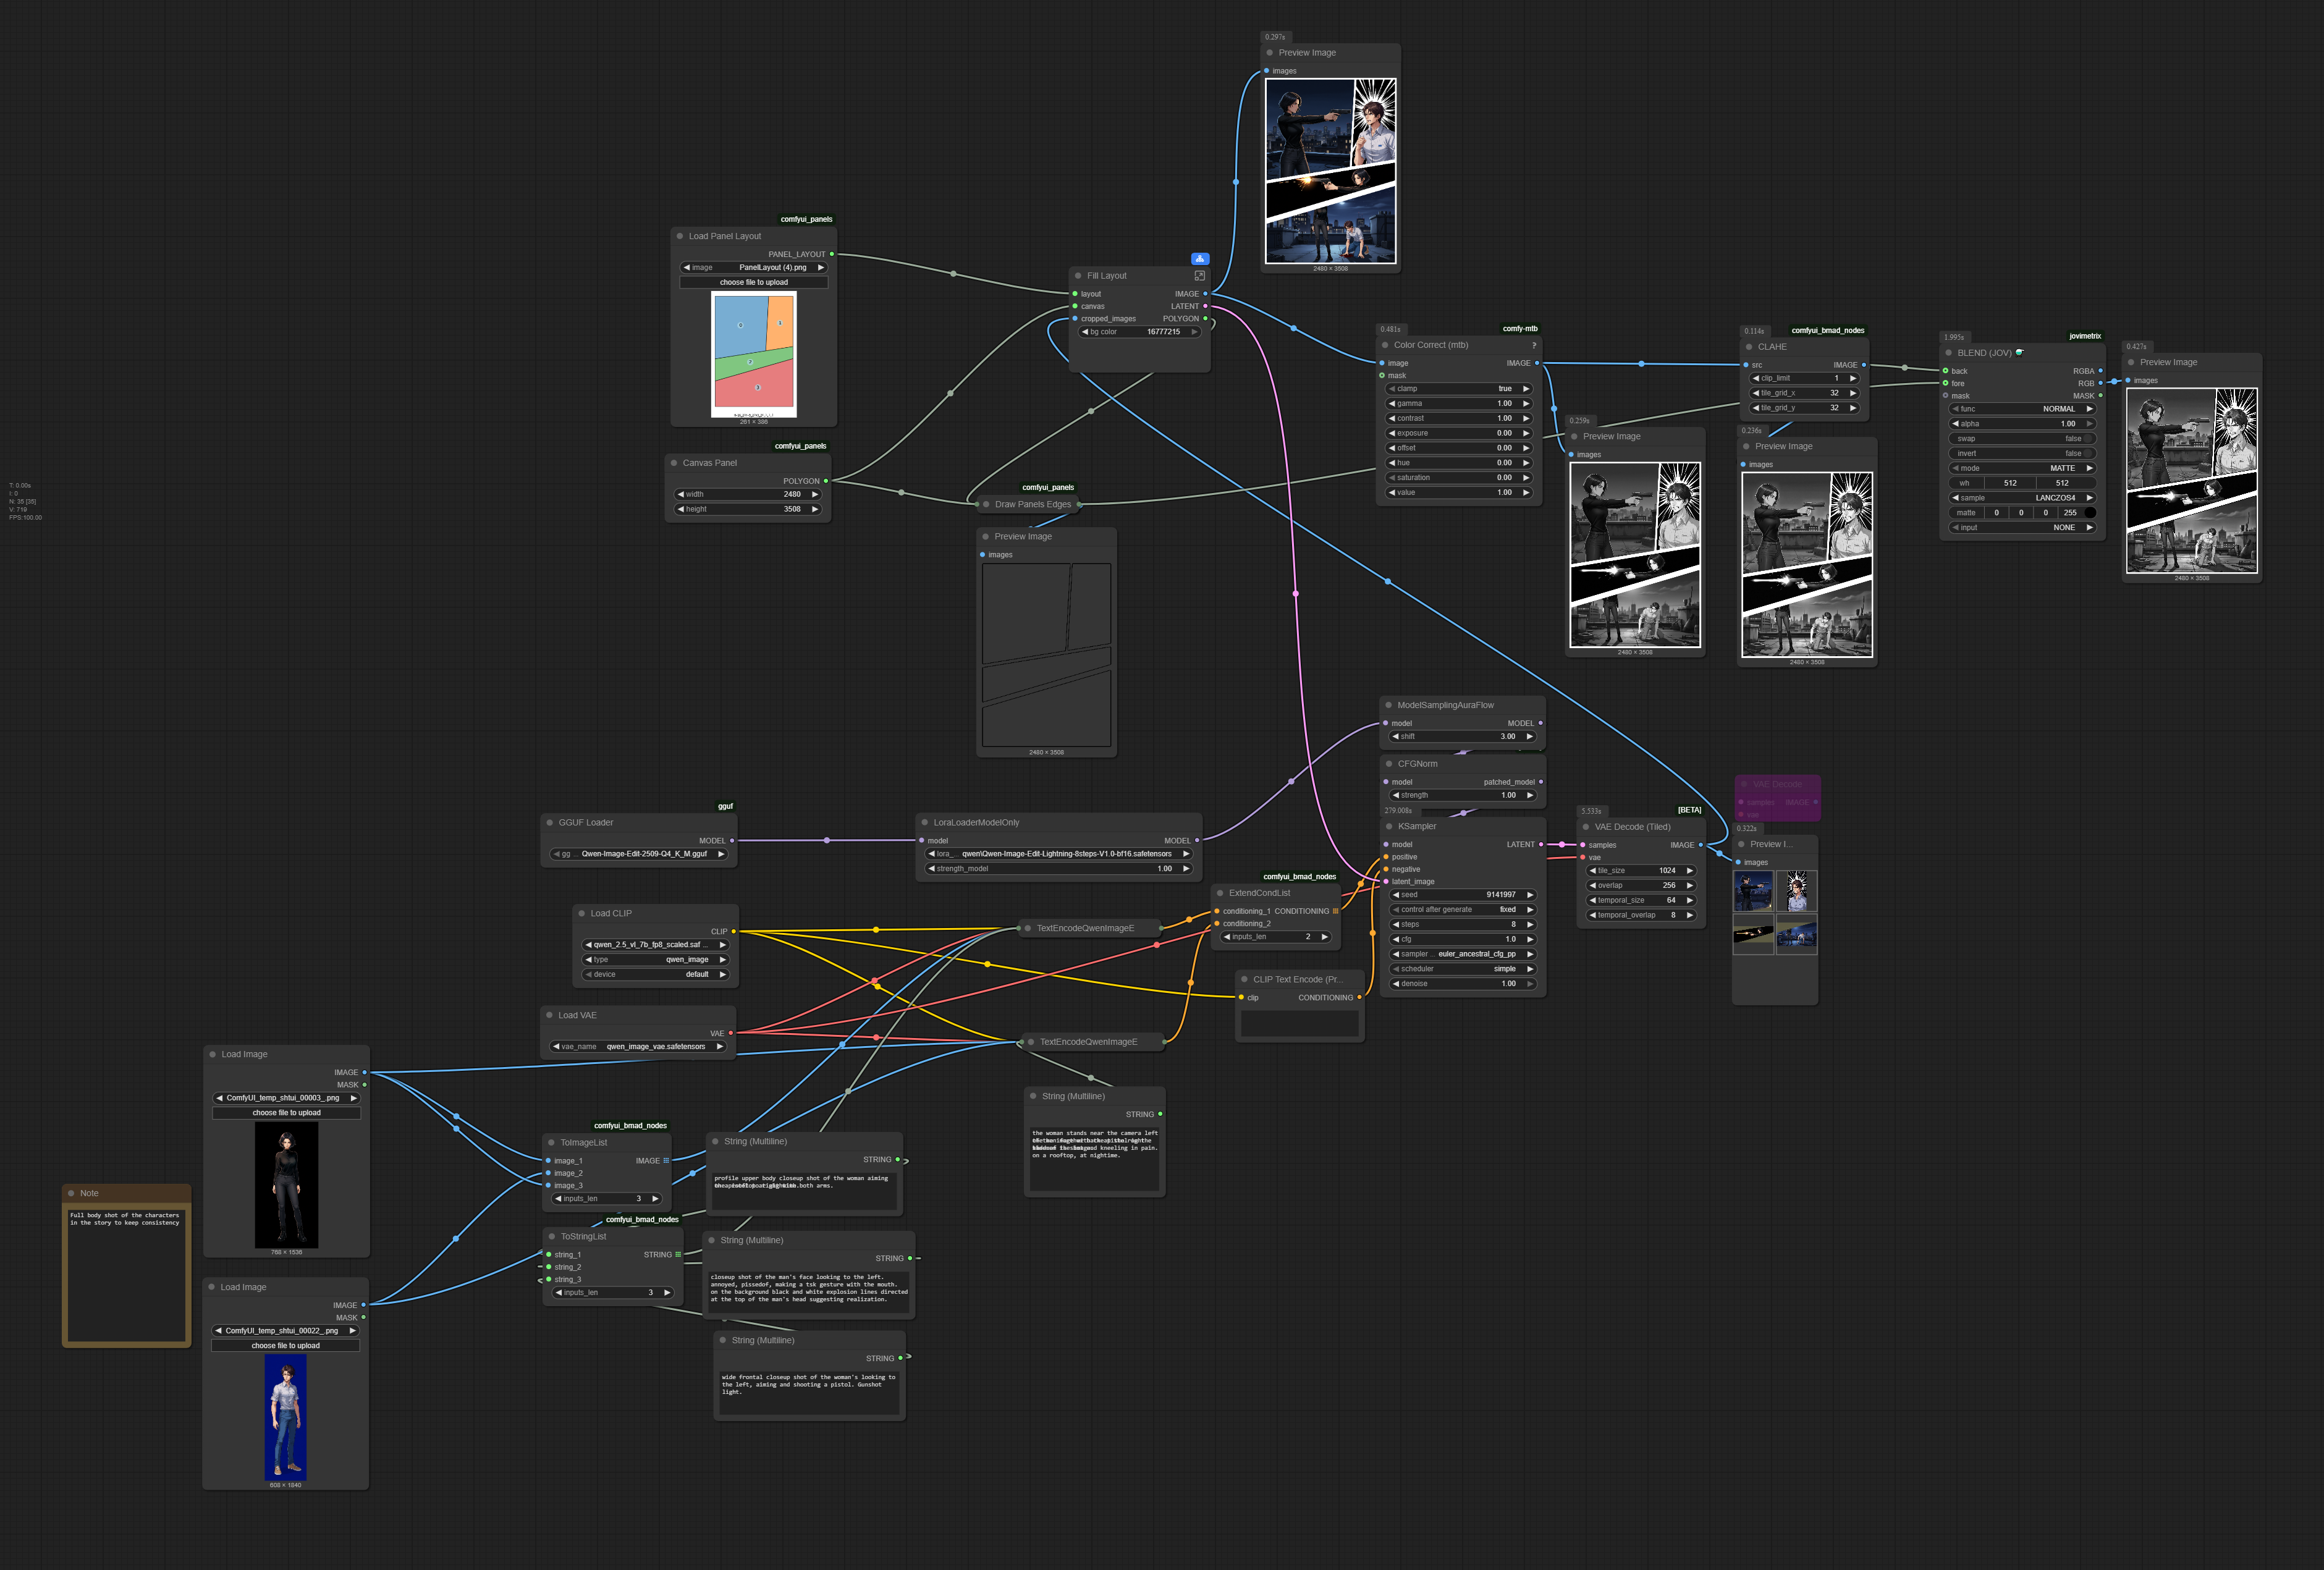 0.297s
Preview Image
images
2480 × 3508
comfyui_panels
Load Panel Layout
PANEL_LAYOUT
image PanelLayout (4).png
choose file to upload
0
1
2
3
261 × 386
Fill Layout
layout IMAGE
canvas LATENT
cropped_images POLYGON
bg color 16777215
comfyui_panels
Canvas Panel
POLYGON
width 2480
height 3508
T: 0.00s
I: 0
N: 35 [35]
V: 719
FPS:100.00
comfyui_panels
Draw Panels Edges
Preview Image
images
2480 × 3508
0.481s
comfy-mtb
Color Correct (mtb) ?
image IMAGE
mask
clamp true
gamma 1.00
contrast 1.00
exposure 0.00
offset 0.00
hue 0.00
saturation 0.00
value 1.00
0.259s
Preview Image
images
2480 × 3508
0.114s
comfyui_bmad_nodes
CLAHE
src IMAGE
clip_limit 1
tile_grid_x 32
tile_grid_y 32
0.236s
Preview Image
images
2480 × 3508
1.995s
jovimetrix
BLEND (JOV)
back RGBA
fore RGB
mask MASK
func NORMAL
alpha 1.00
swap false
invert false
mode MATTE
wh 512 512
sample LANCZOS4
matte 0 0 0 255
input NONE
0.427s
Preview Image
images
2480 × 3508
ModelSamplingAuraFlow
model MODEL
shift 3.00
CFGNorm
model patched_model
strength 1.00
279.008s
KSampler
model LATENT
positive
negative
latent_image
seed 9141997
control after generate fixed
steps 8
cfg 1.0
sampler ... euler_ancestral_cfg_pp
scheduler simple
denoise 1.00
5.533s
[BETA]
VAE Decode (Tiled)
samples IMAGE
vae
tile_size 1024
overlap 256
temporal_size 64
temporal_overlap 8
VAE Decode
samples IMAGE
vae
0.322s
Preview I...
images
gguf
GGUF Loader
MODEL
gg ... Qwen-Image-Edit-2509-Q4_K_M.gguf
LoraLoaderModelOnly
model MODEL
lora_... qwen\Qwen-Image-Edit-Lightning-8steps-V1.0-bf16.safetensors
strength_model 1.00
comfyui_bmad_nodes
ExtendCondList
conditioning_1 CONDITIONING
conditioning_2
inputs_len 2
Load CLIP
CLIP
qwen_2.5_vl_7b_fp8_scaled.saf ...
type qwen_image
device default
TextEncodeQwenImageE
CLIP Text Encode (Pr...
clip CONDITIONING
Load VAE
VAE
vae_name qwen_image_vae.safetensors
TextEncodeQwenImageE
Load Image
IMAGE
MASK
ComfyUI_temp_shtui_00003_.png
choose file to upload
768 × 1536
String (Multiline)
STRING
the woman stands near the camera left
and kneeling in pain.
on a rooftop, at nightime.
comfyui_bmad_nodes
ToImageList
image_1 IMAGE
image_2
image_3
inputs_len 3
String (Multiline)
STRING
profile upper body closeup shot of the woman aiming
both arms.
Note
Full body shot of the characters
in the story to keep consistency
comfyui_bmad_nodes
ToStringList
string_1 STRING
string_2
string_3
inputs_len 3
String (Multiline)
STRING
closeup shot of the man's face looking to the left.
annoyed, pissedof, making a tsk gesture with the mouth.
on the background black and white explosion lines directed
at the top of the man's head suggesting realization.
Load Image
IMAGE
MASK
ComfyUI_temp_shtui_00022_.png
choose file to upload
608 × 1840
String (Multiline)
STRING
wide frontal closeup shot of the woman's looking to
the left, aiming and shooting a pistol. Gunshot
light.